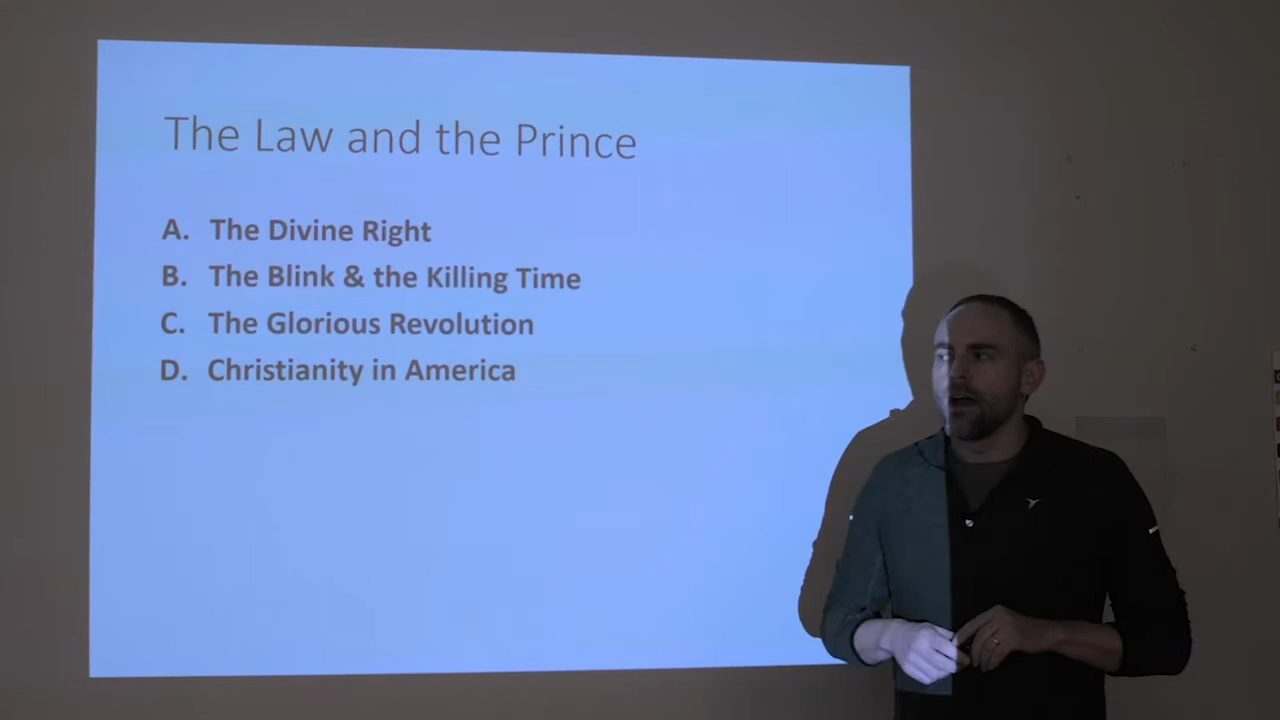 The Law and the Prince
A. The Divine Right
B. The Blink & the Killing Time
C. The Glorious Revolution
D. Christianity in America